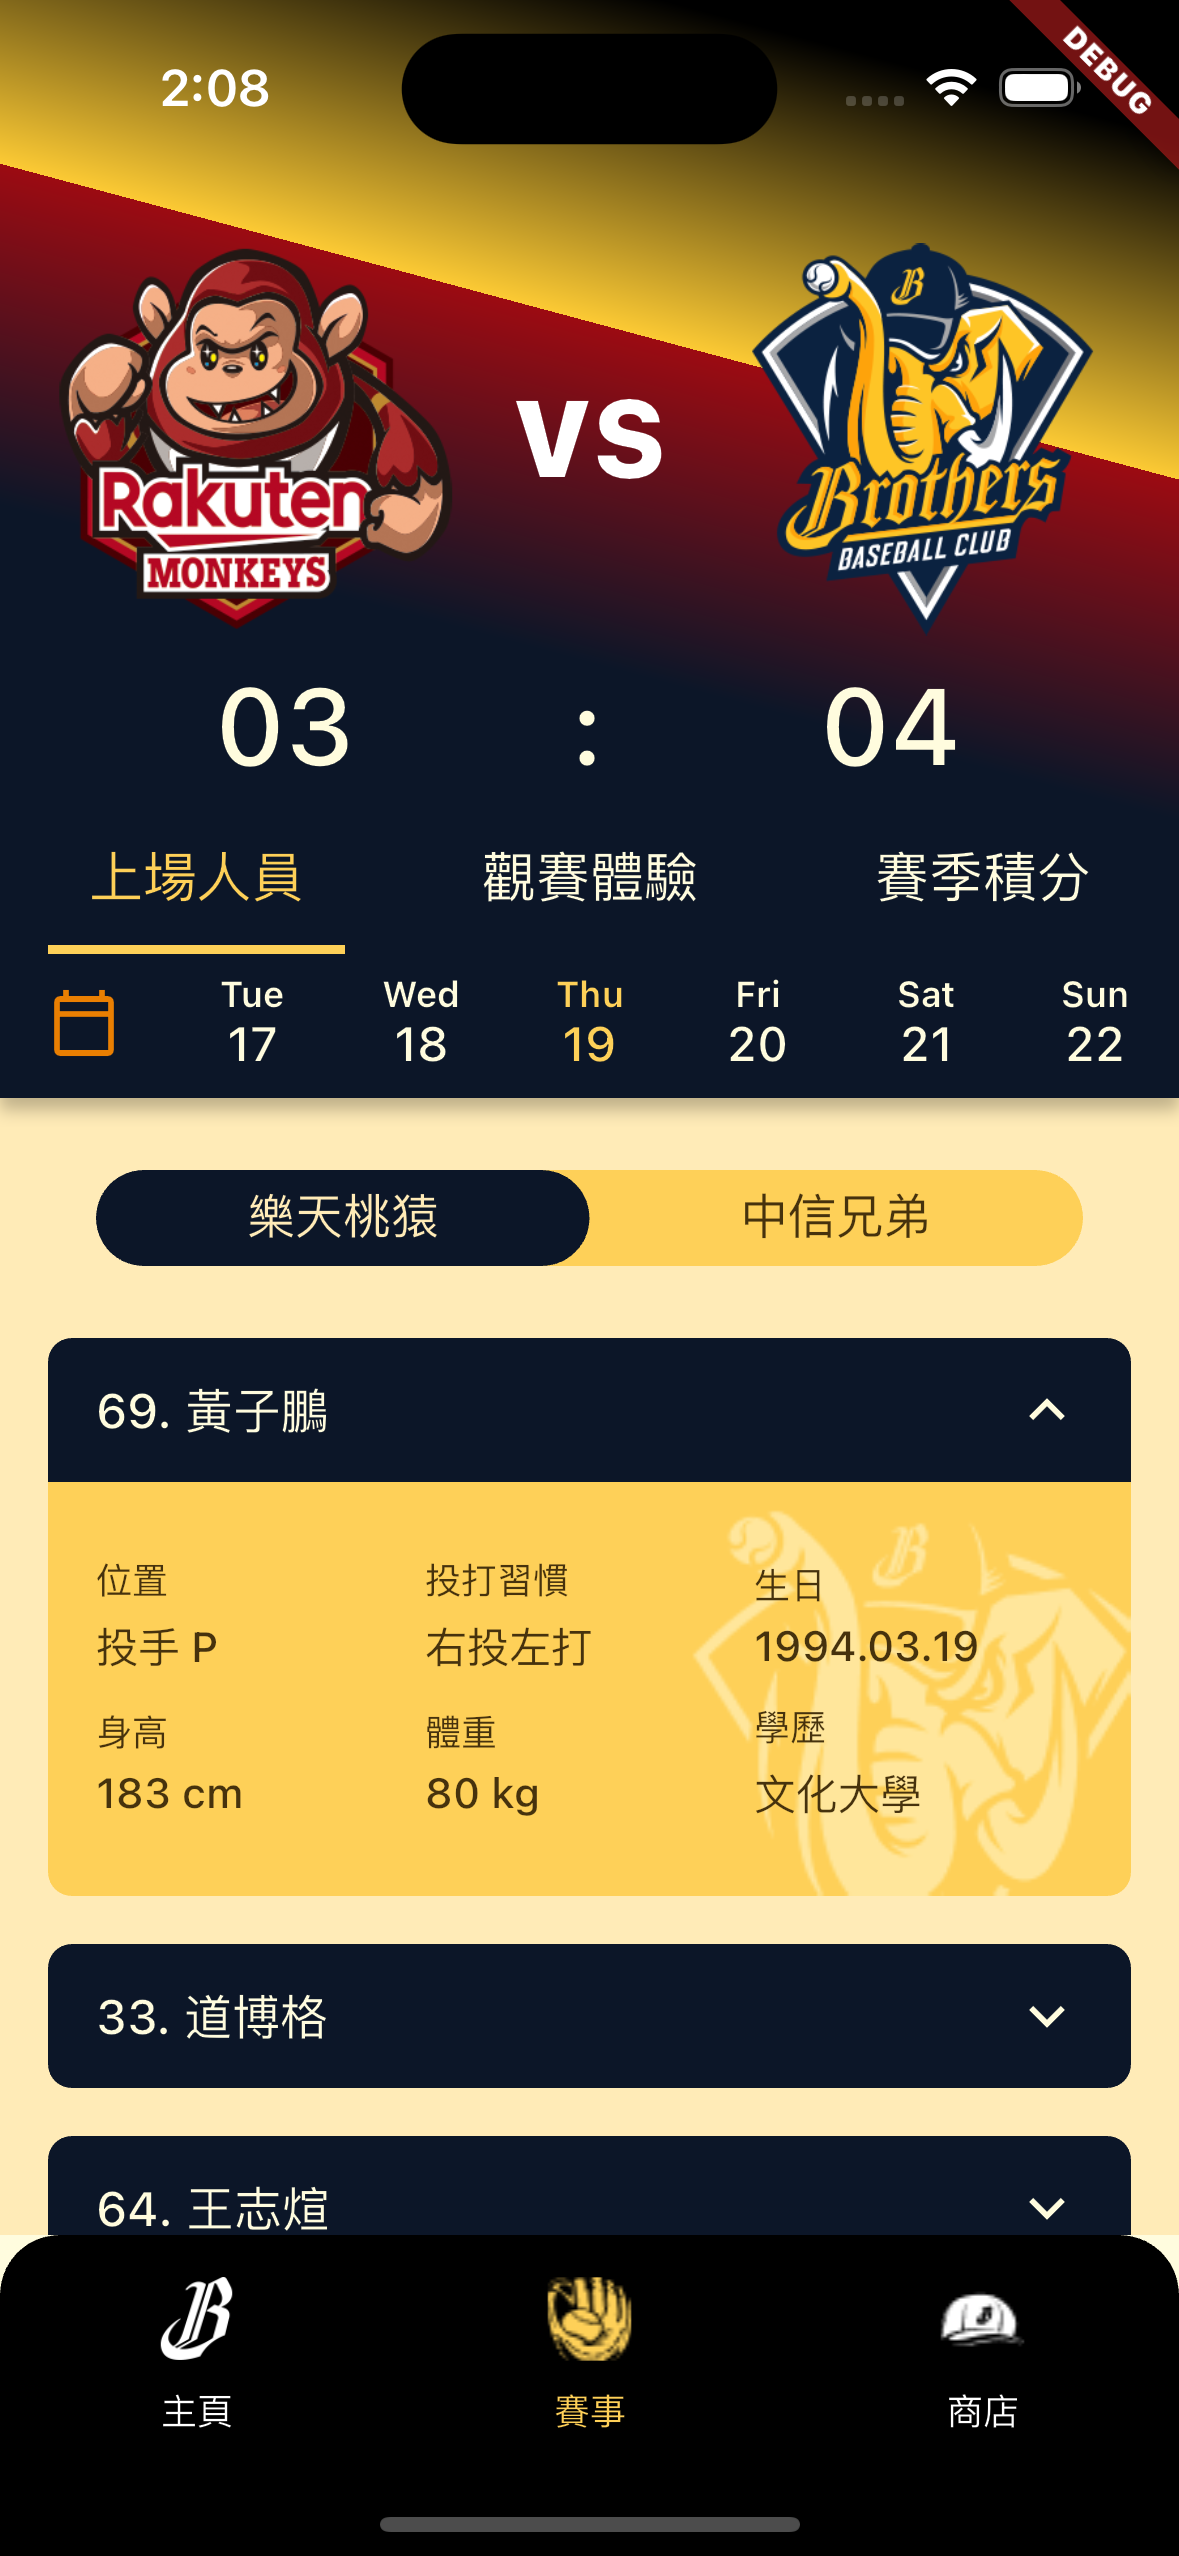 2:08
DEBUG
Rakuten
MONKEYS
VS
B
Brothers
BASEBALL CLUB
03 : 04
上場人員 觀賽體驗 賽季積分
Tue Wed Thu Fri Sat Sun
17 18 19 20 21 22
樂天桃猿 中信兄弟
69. 黃子鵬
B
位置 投打習慣 生日
投手 P 右投左打 1994.03.19
身高 體重 學歷
183 cm 80 kg 文化大學
33. 道博格
64. 王志煊
B
主頁 賽事 商店